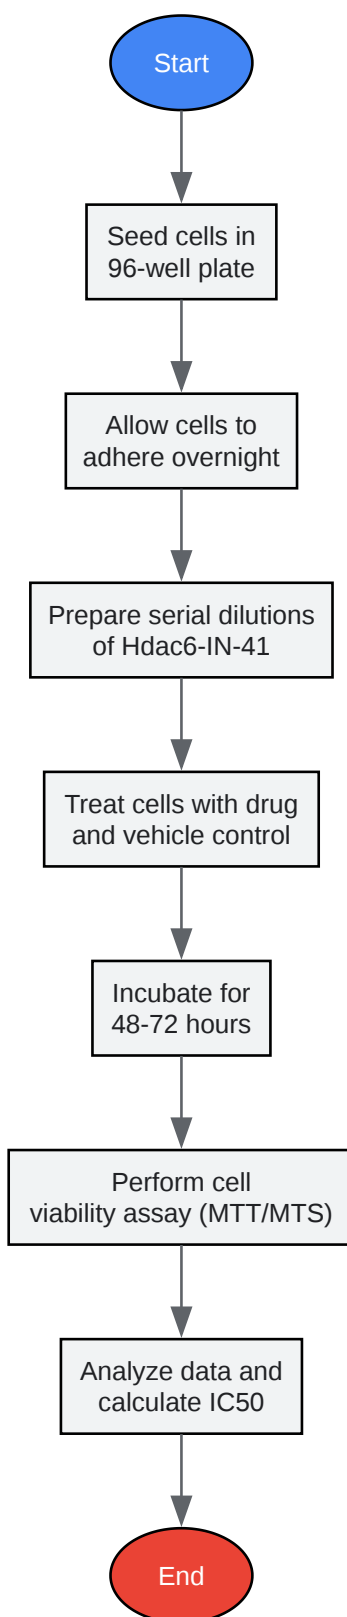 Start
Seed cells in
96-well plate
Allow cells to
adhere overnight
Prepare serial dilutions
of Hdac6-IN-41
Treat cells with drug
and vehicle control
Incubate for
48-72 hours
Perform cell
viability assay (MTT/MTS)
Analyze data and
calculate IC50
End